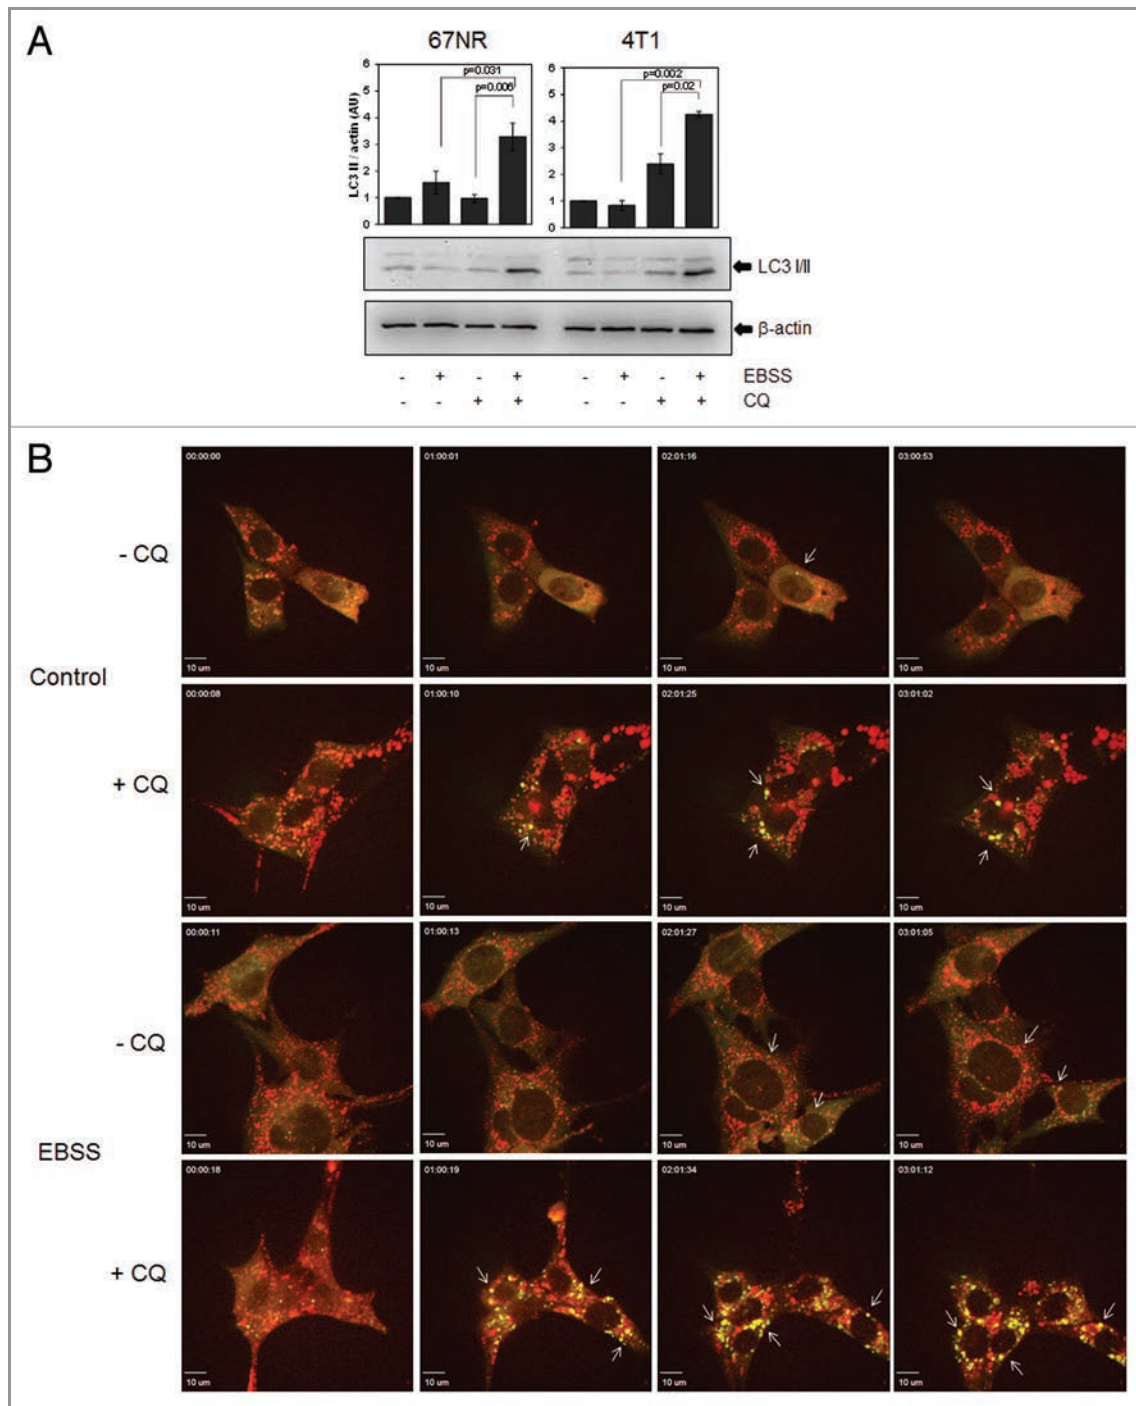 A
67NR 4T1
6 5 4 3 2 1 0
LC3 II / actin (AU)
p=0.031
p=0.006
6 5 4 3 2 1 0
p=0.002
p=0.02
LC3 I/II
β-actin
- + - + - + - + EBSS
- - + + - - + + CQ
B
- CQ
00:00:00 01:00:01 02:01:16 03:00:53
10 um 10 um 10 um 10 um
Control
+ CQ
00:00:08 01:00:10 02:01:25 03:01:02
10 um 10 um 10 um 10 um
- CQ
00:00:11 01:00:13 02:01:27 03:01:05
10 um 10 um 10 um 10 um
EBSS
+ CQ
00:00:18 01:00:19 02:01:34 03:01:12
10 um 10 um 10 um 10 um